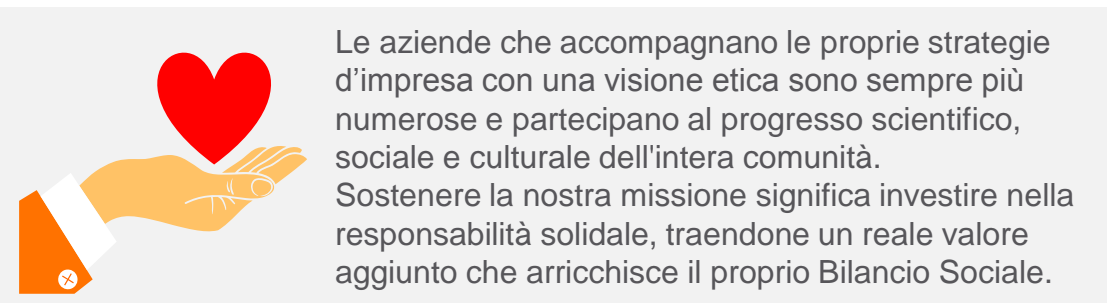 Le aziende che accompagnano le proprie strategie
d’impresa con una visione etica sono sempre più
numerose e partecipano al progresso scientifico,
sociale e culturale dell'intera comunità.
Sostenere la nostra missione significa investire nella
responsabilità solidale, traendone un reale valore
aggiunto che arricchisce il proprio Bilancio Sociale.